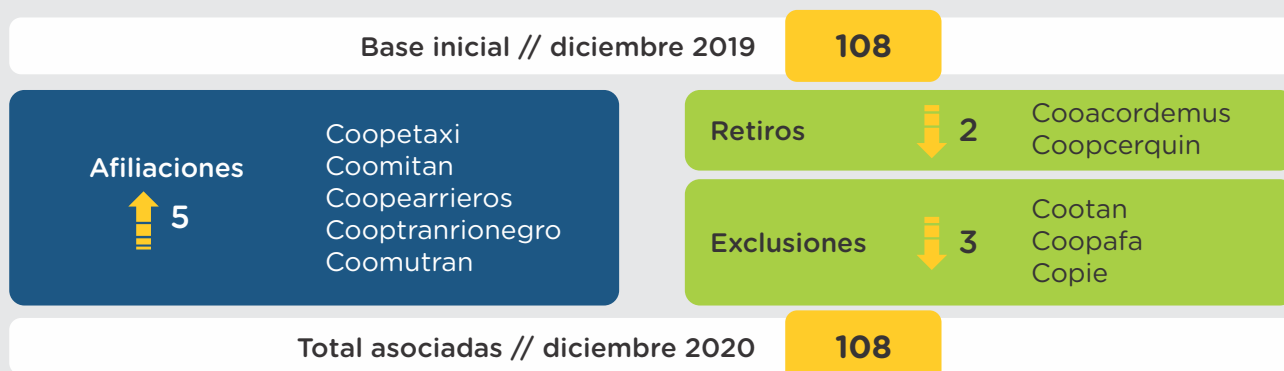 Base inicial // diciembre 2019 108
Afiliaciones
5
Coopetaxi
Coomitan
Coopearrieros
Cooptranrionegro
Coomutran
Retiros 2
Cooacordemus
Coopcerquin
Exclusiones 3
Cootan
Coopafa
Copie
Total asociadas // diciembre 2020 108